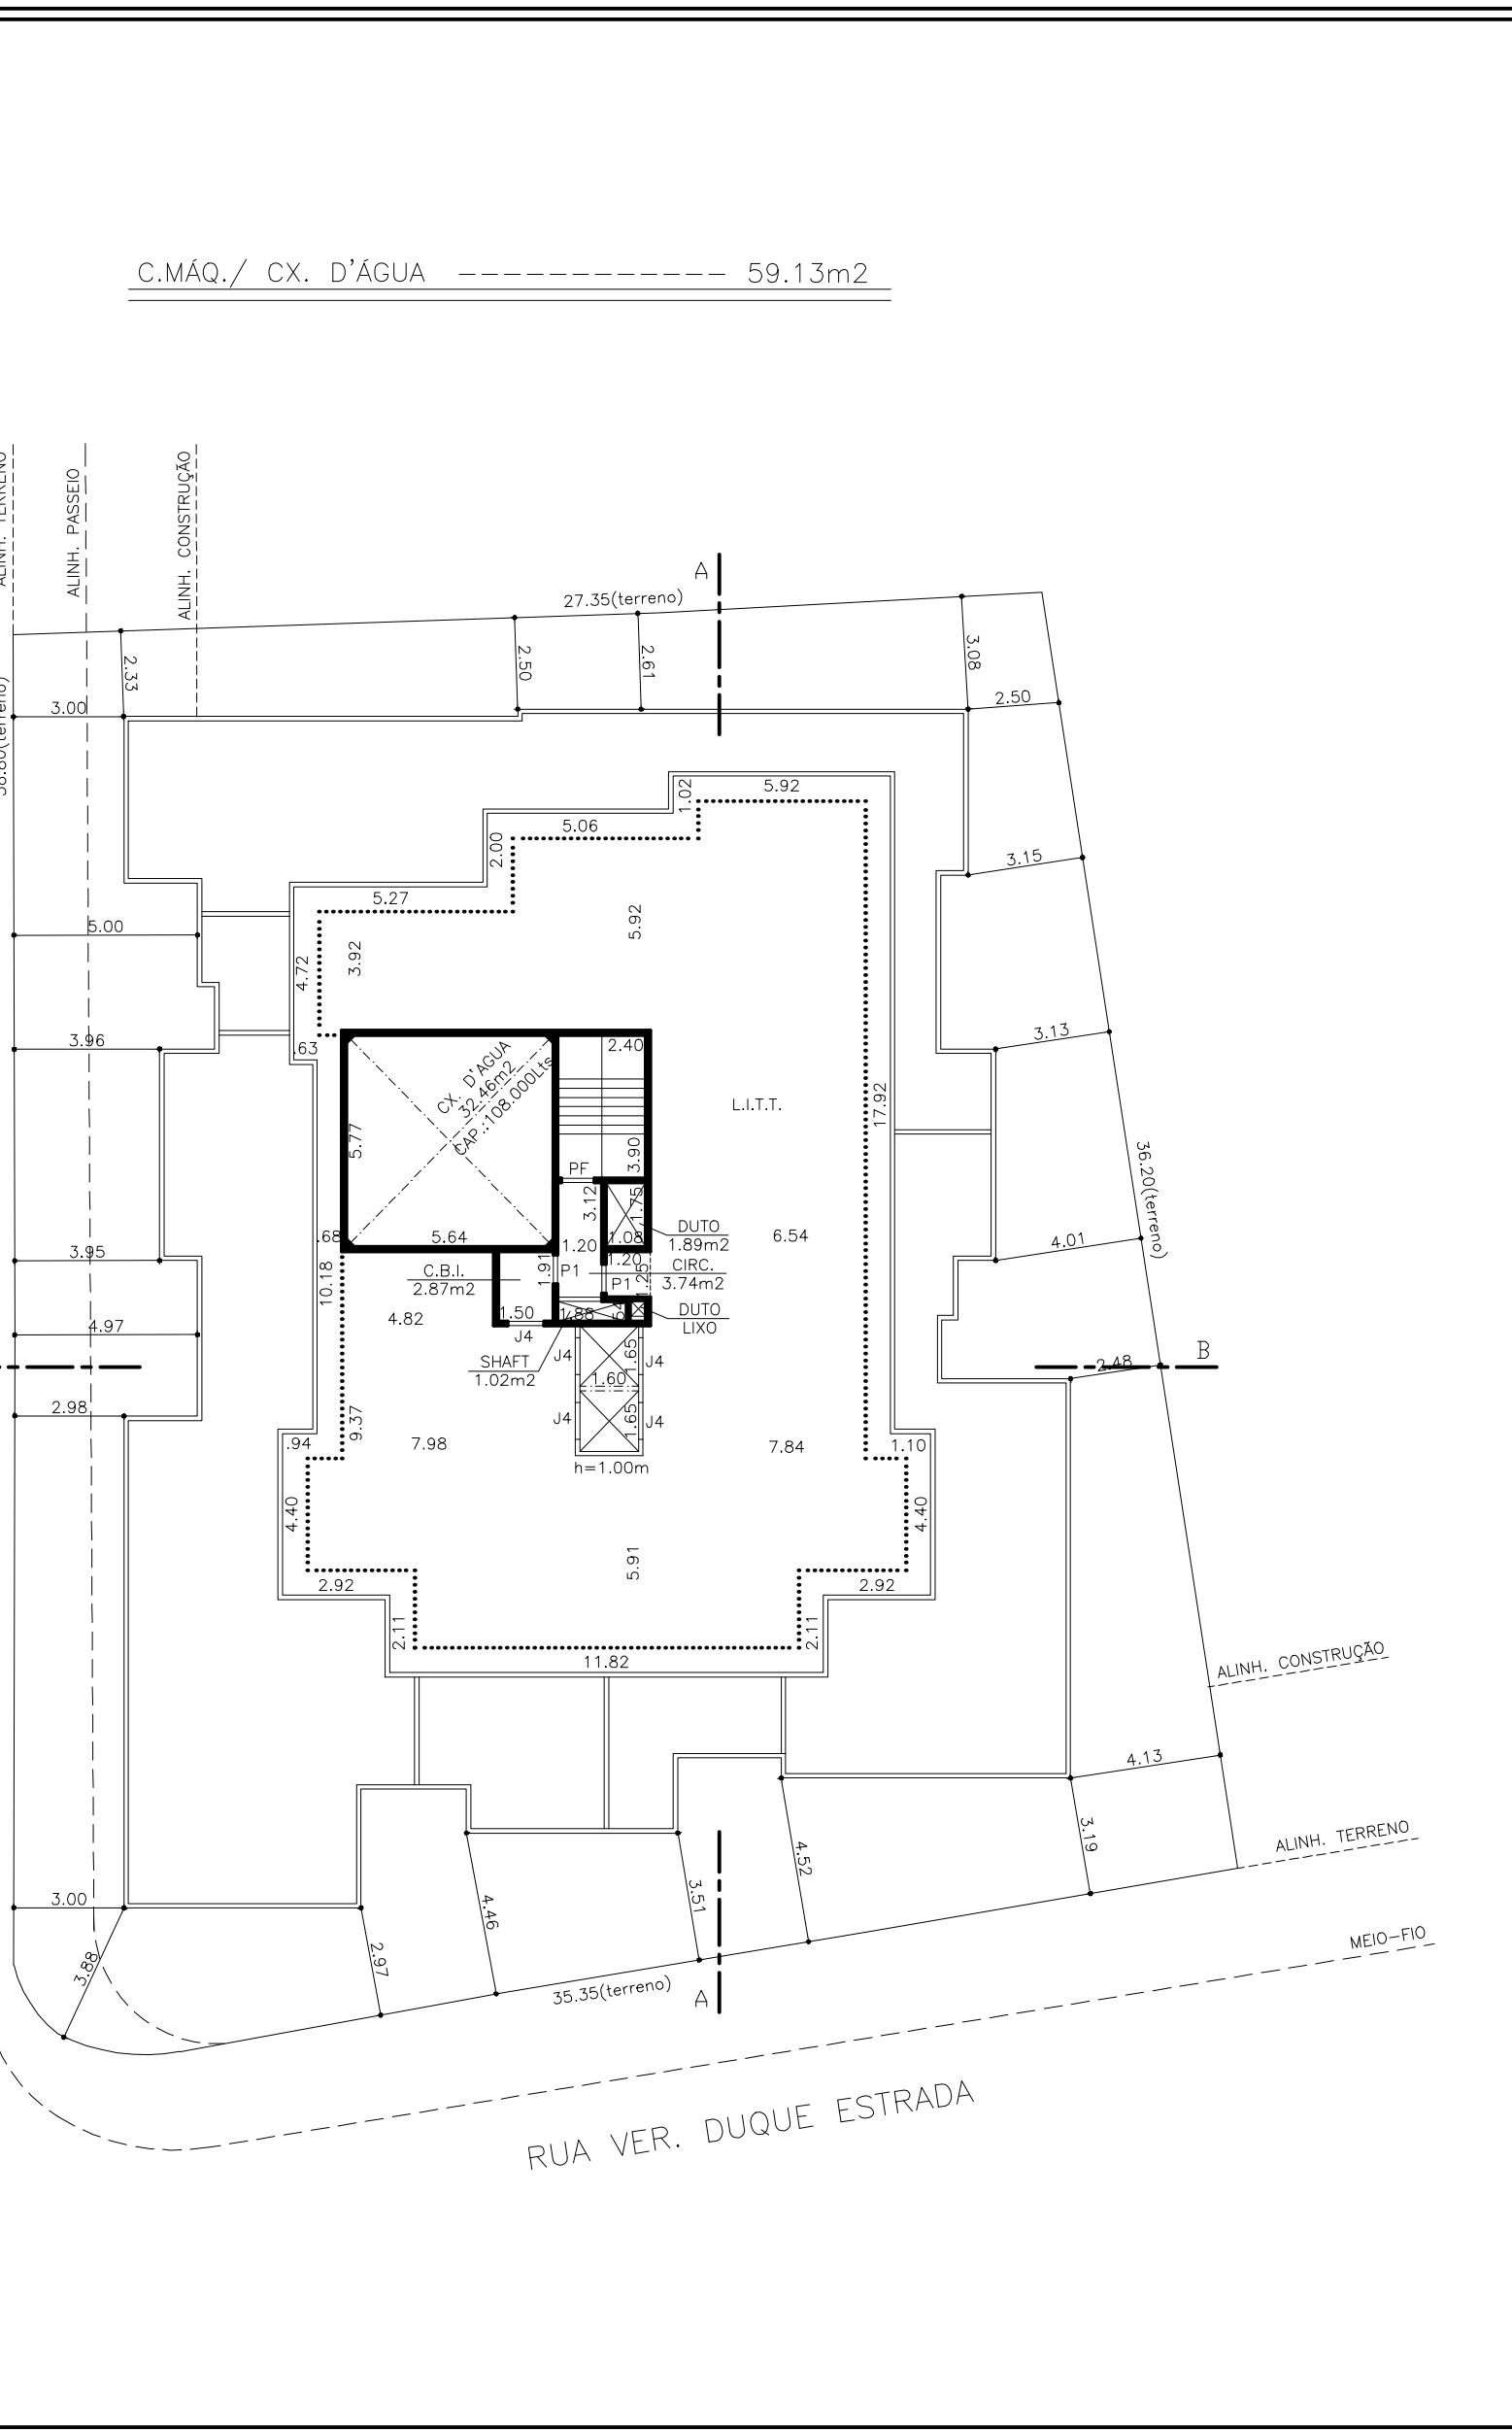 C.MÁQ./ CX. D'ÁGUA ------------ 59.13m2
ALINH. TERRENO
ALINH. PASSEIO
ALINH. CONSTRUÇÃO
A
27.35(terreno)
2.33
2.50
2.61
3.08
3.00
2.50
1.02
5.92
5.06
2.00
3.15
5.27
5.00
5.92
4.72
3.92
3.96
.63
2.40
3.13
CX. D'AGUA
32.46m2
CAP.:108.000Lts
L.I.T.T.
17.92
5.77
3.90
PF
36.20(terreno)
3.12
1.75
DUTO
1.89m2
.68
5.64
1.20
1.08
6.54
4.01
3.95
C.B.I.
2.87m2
1.91
P1
1.20
P1
1.25
CIRC.
3.74m2
10.18
4.82
1.50
J4
1.88
DUTO
LIXO
4.97
SHAFT
1.02m2
J4
1.65
J4
1.60
B
2.48
2.98
9.37
J4
1.65
J4
.94
7.98
7.84
1.10
h=1.00m
4.40
4.40
5.91
2.92
2.92
2.11
2.11
11.82
ALINH. CONSTRUÇÃO
4.13
3.19
ALINH. TERRENO
4.52
3.51
4.46
3.00
2.97
3.88
MEIO-FIO
35.35(terreno)
A
RUA VER. DUQUE ESTRADA